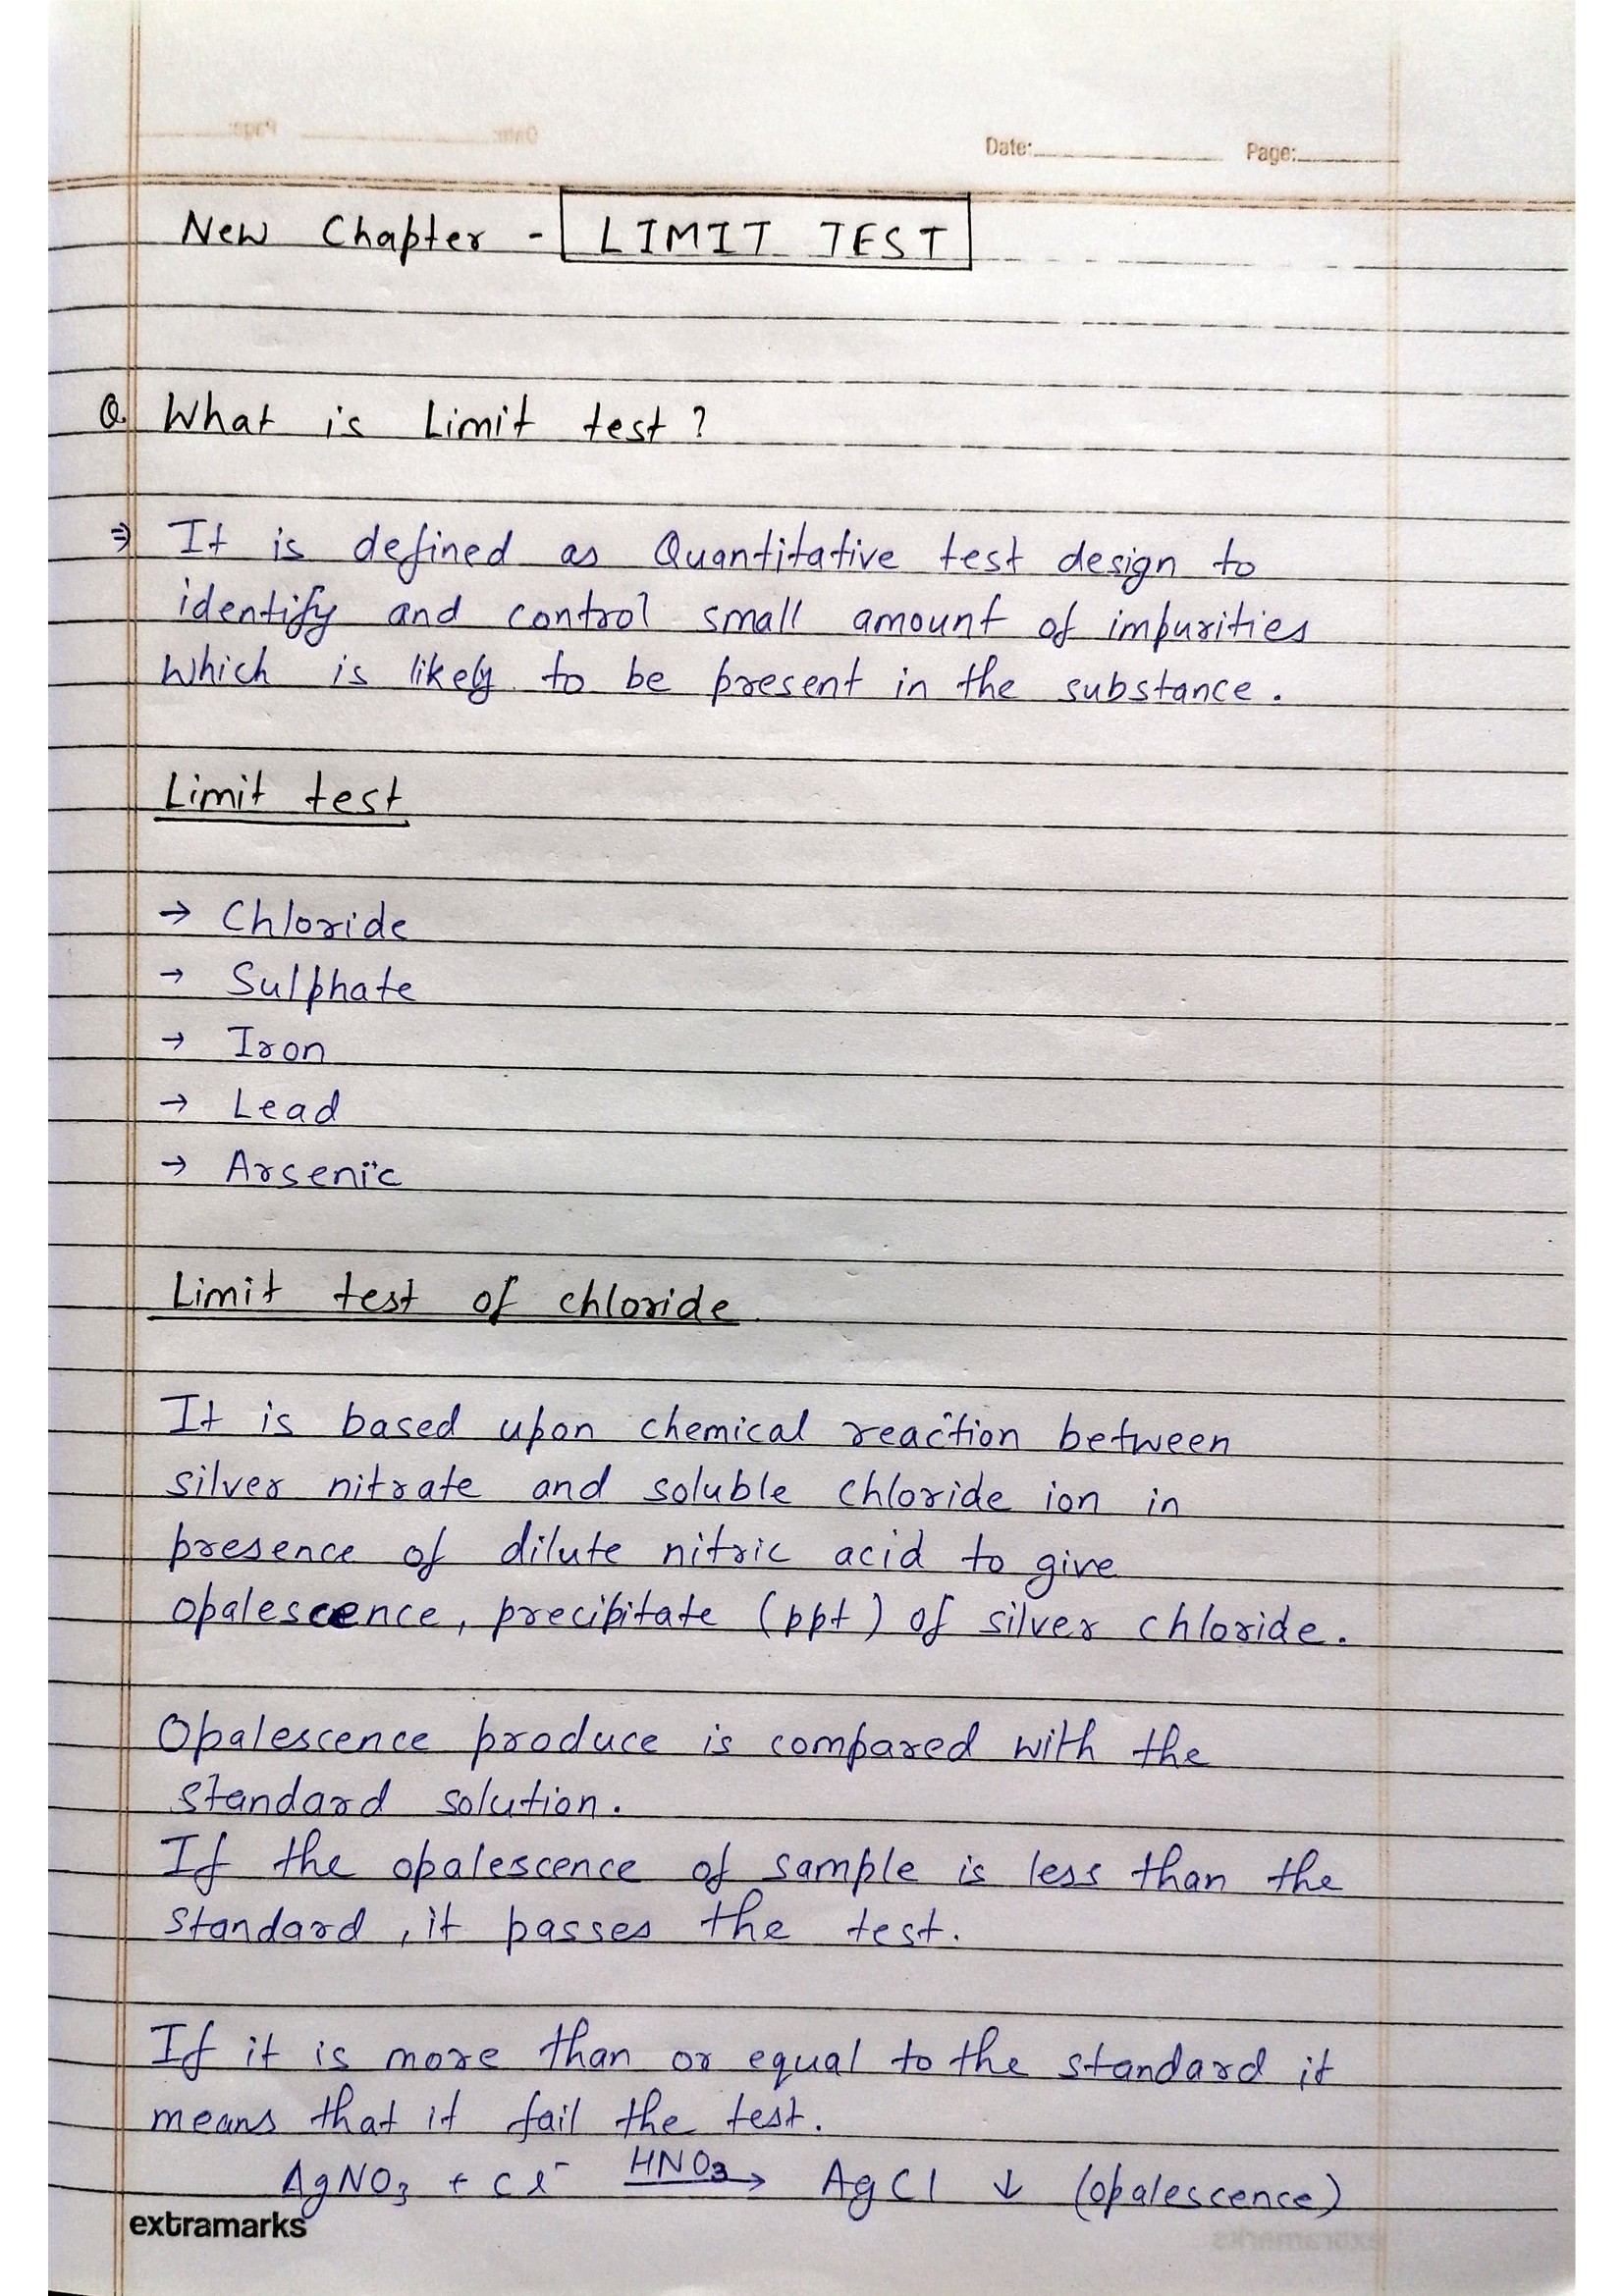 Date: Page:
New Chapter - LIMIT TEST
Q. What is Limit test?
⇒ It is defined as Quantitative test design to
identify and control small amount of impurities
which is likely to be present in the substance.
Limit test
→ Chloride
→ Sulphate
→ Iron
→ Lead
→ Arsenic
Limit test of chloride
It is based upon chemical reaction between
silver nitrate and soluble chloride ion in
presence of dilute nitric acid to give
opalescence, precipitate (ppt) of silver chloride.
Opalescence produce is compared with the
standard solution.
If the opalescence of sample is less than the
standard, it passes the test.
If it is more than or equal to the standard it
means that it fail the test.
AgNO₃ + Cl⁻ HNO₃→ AgCl ↓ (opalescence)
extramarks